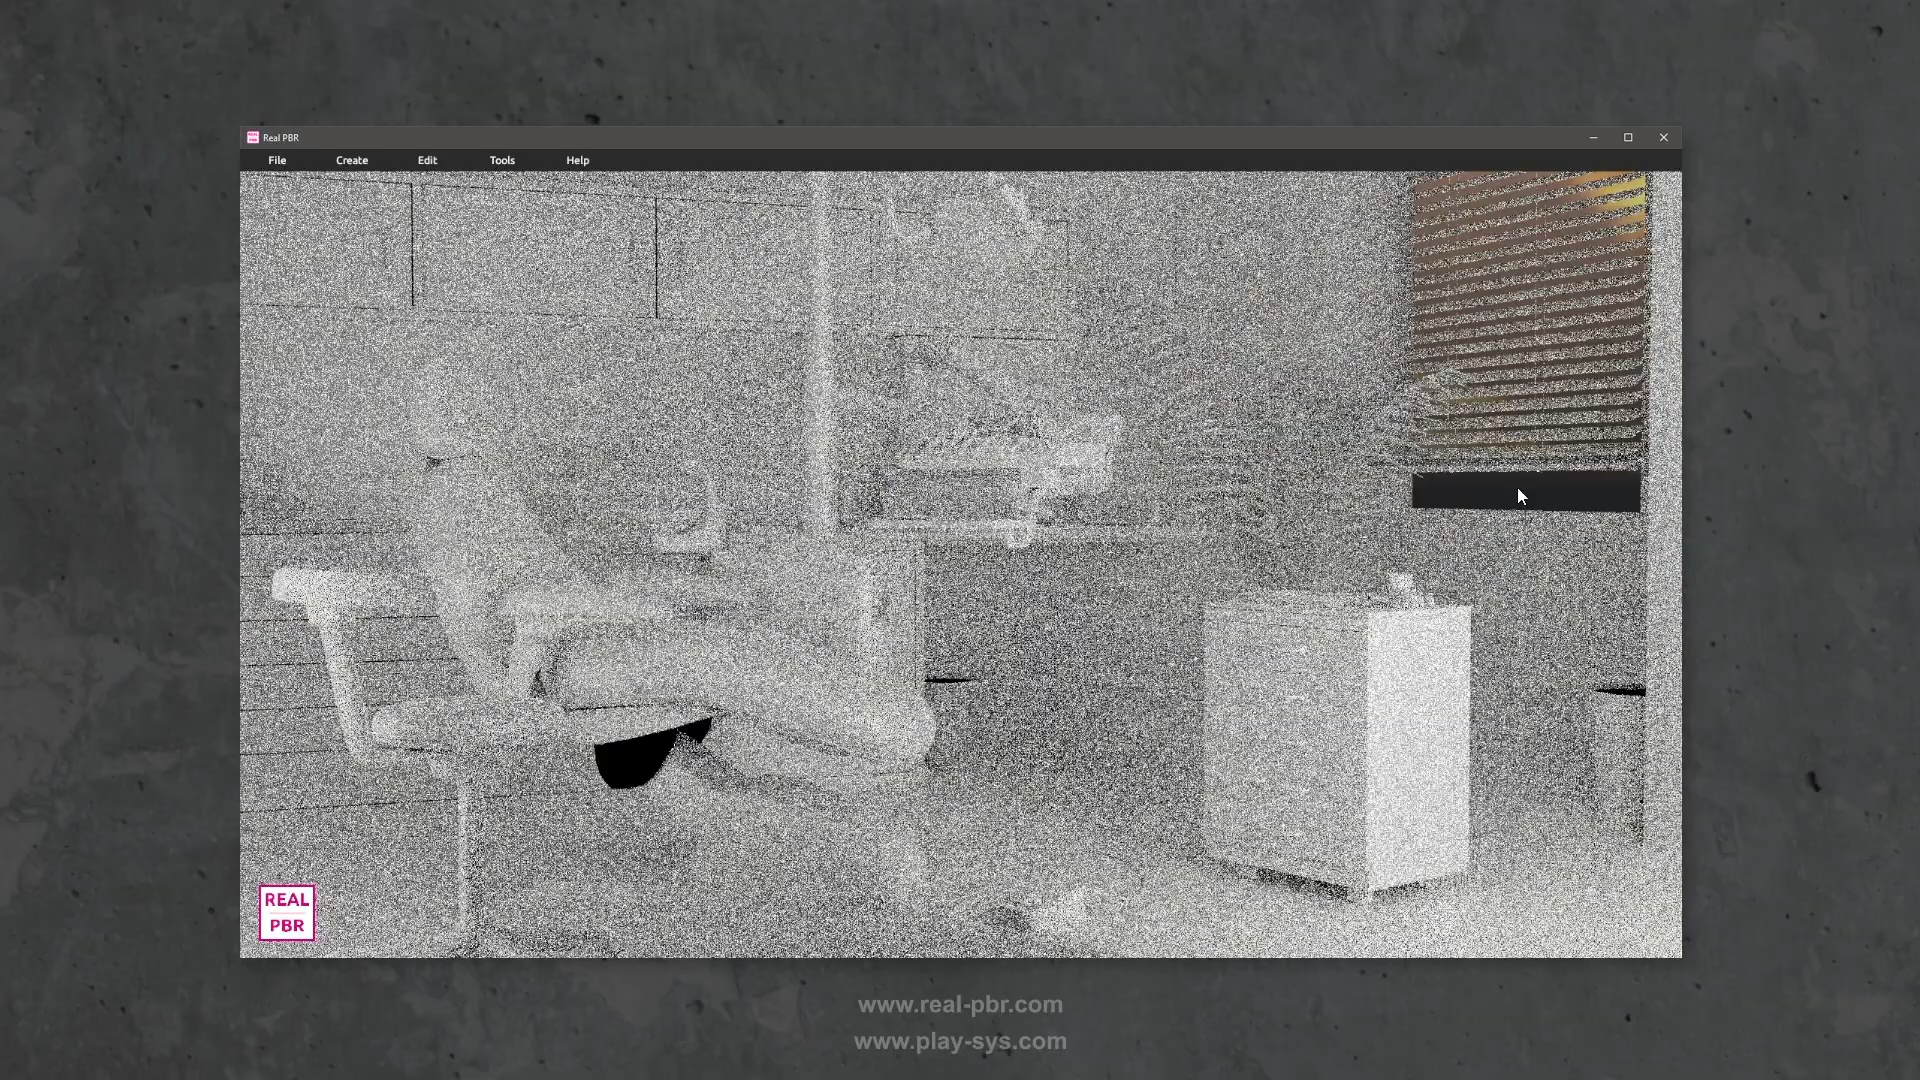 Real PBR
File Create Edit Tools Help
REAL
PBR
www.real-pbr.com
www.play-sys.com